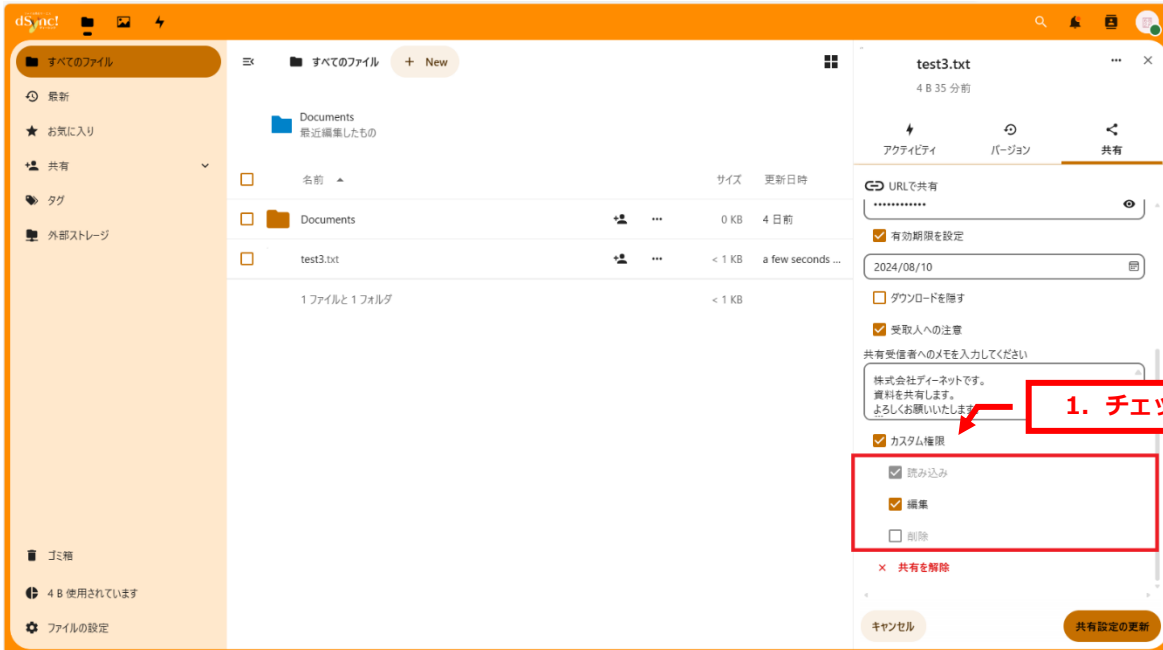 dSync!
すべてのファイル
最新
お気に入り
共有
タグ
外部ストレージ
ゴミ箱
4 B 使用されています
ファイルの設定
すべてのファイル
+ New
Documents
最近編集したもの
名前 サイズ 更新日時
Documents 0 KB 4 日前
test3.txt < 1 KB a few seconds ...
1 ファイルと 1 フォルダ < 1 KB
test3.txt
4 B 35 分前
アクティビティ バージョン 共有
URLで共有
••••••••••••
有効期限を設定
2024/08/10
ダウンロードを隠す
受取人への注意
共有受信者へのメモを入力してください
株式会社ディーネットです。
資料を共有します。
よろしくお願いいたします
1. チェッ
カスタム権限
読み込み
編集
削除
× 共有を解除
キャンセル 共有設定の更新